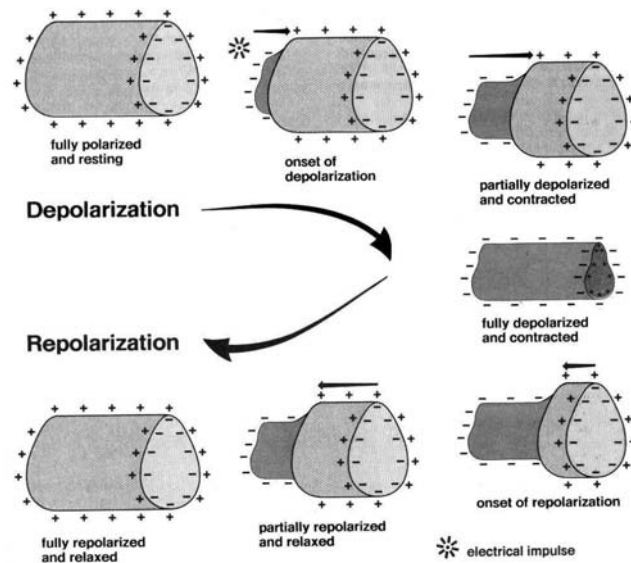 fully polarized
and resting
onset of
depolarization
partially depolarized
and contracted
Depolarization
fully depolarized
and contracted
Repolarization
onset of repolarization
partially repolarized
and relaxed
fully repolarized
and relaxed
electrical impulse